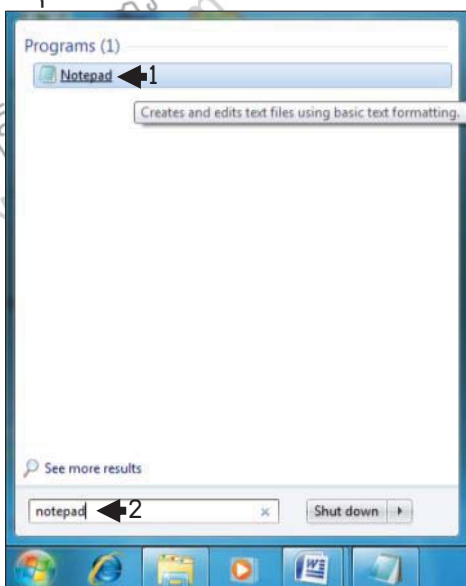 Programs (1)
Notepad 1
Creates and edits text files using basic text formatting.
See more results
notepad 2 × Shut down